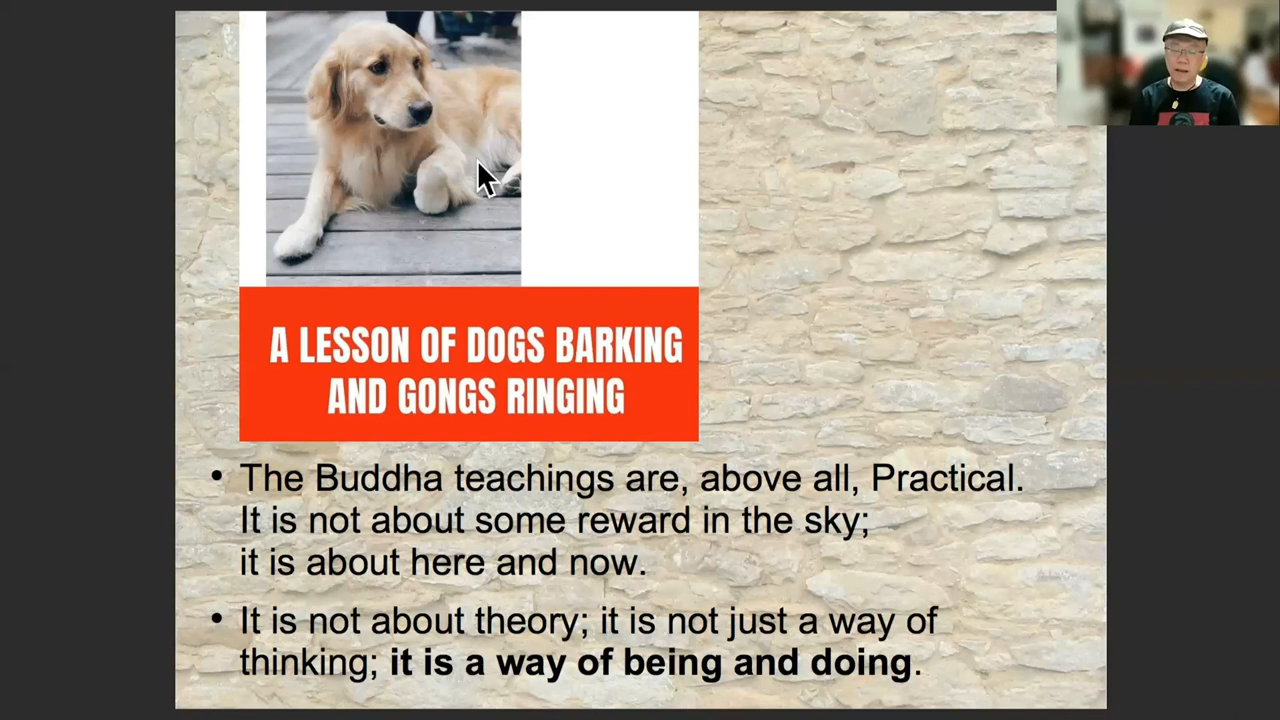 A LESSON OF DOGS BARKING
AND GONGS RINGING
• The Buddha teachings are, above all, Practical.
It is not about some reward in the sky;
it is about here and now.
• It is not about theory; it is not just a way of
thinking; it is a way of being and doing.